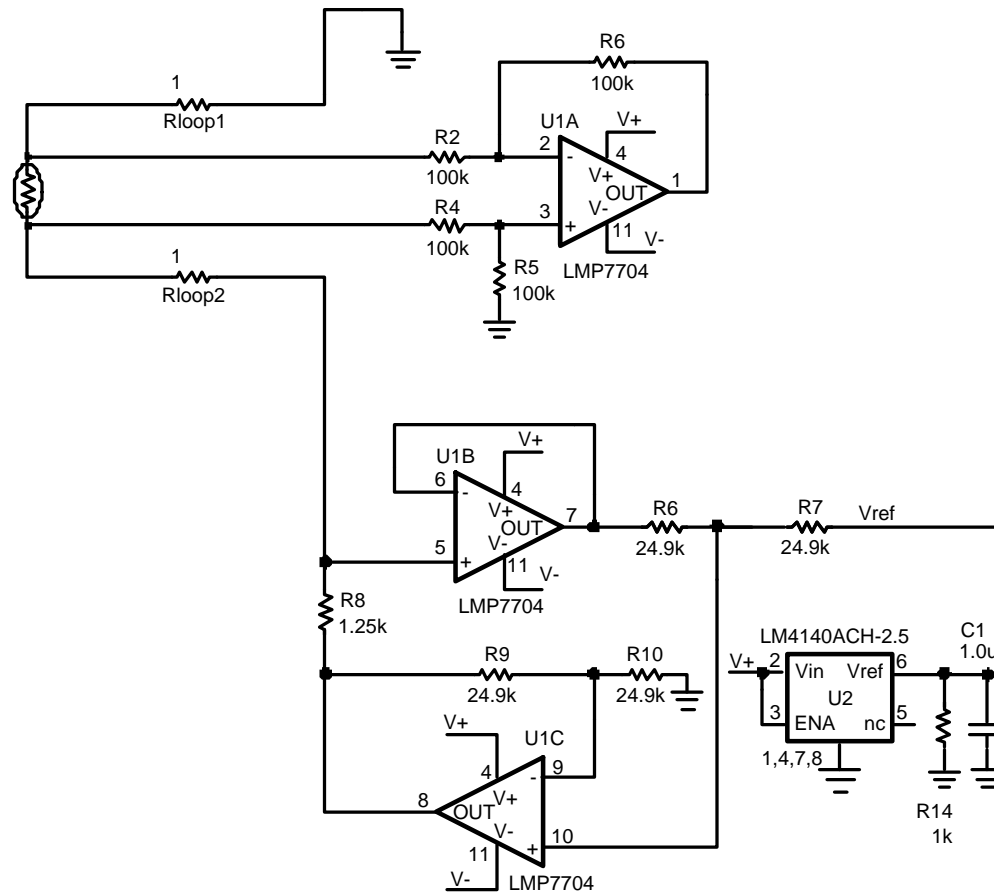 1
Rloop1
R6
100k
U1A
V+
R2
100k
2
-
4
V+
OUT
1
R4
100k
3
+
V-
11
V-
LMP7704
R5
100k
1
Rloop2
U1B
V+
6
-
4
V+
OUT
7
R6
24.9k
R7
24.9k
Vref
5
+
V-
11
V-
LMP7704
R8
1.25k
R9
24.9k
R10
24.9k
LM4140ACH-2.5
C1
1.0u
V+
2
Vin
Vref
6
U2
3
ENA
nc
5
1,4,7,8
R14
1k
V+
U1C
4
-
9
V+
8
OUT
V-
11
+
10
V-
LMP7704